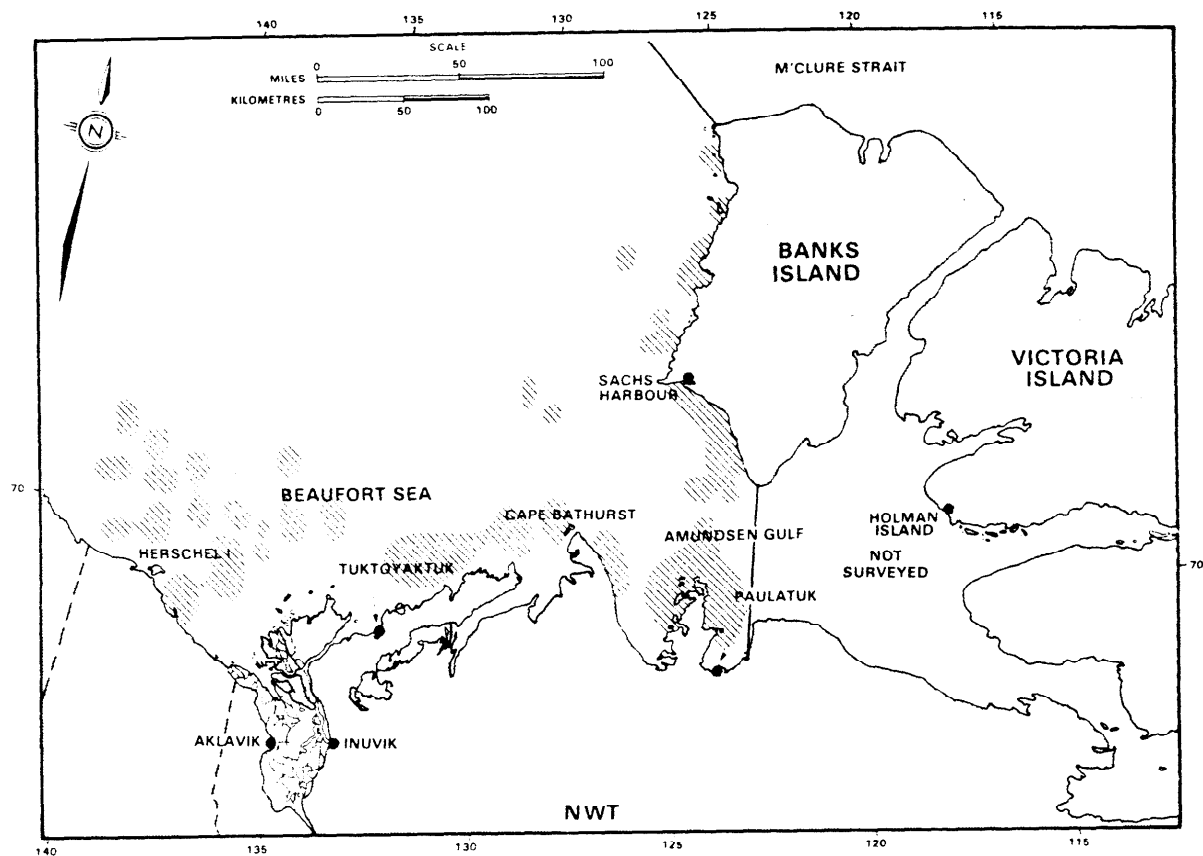 140 135 130 125 120 115
SCALE
0 50 100
MILES
KILOMETRES
0 50 100
M'CLURE STRAIT
N
E
BANKS
ISLAND
VICTORIA
ISLAND
SACHS
HARBOUR
70
BEAUFORT SEA
CAPE BATHURST
AMUNDSEN GULF
HOLMAN
ISLAND
NOT
SURVEYED
HERSCHEL I
TUKTOYAKTUK
70
PAULATUK
AKLAVIK
INUVIK
NWT
140 135 130 125 120 115